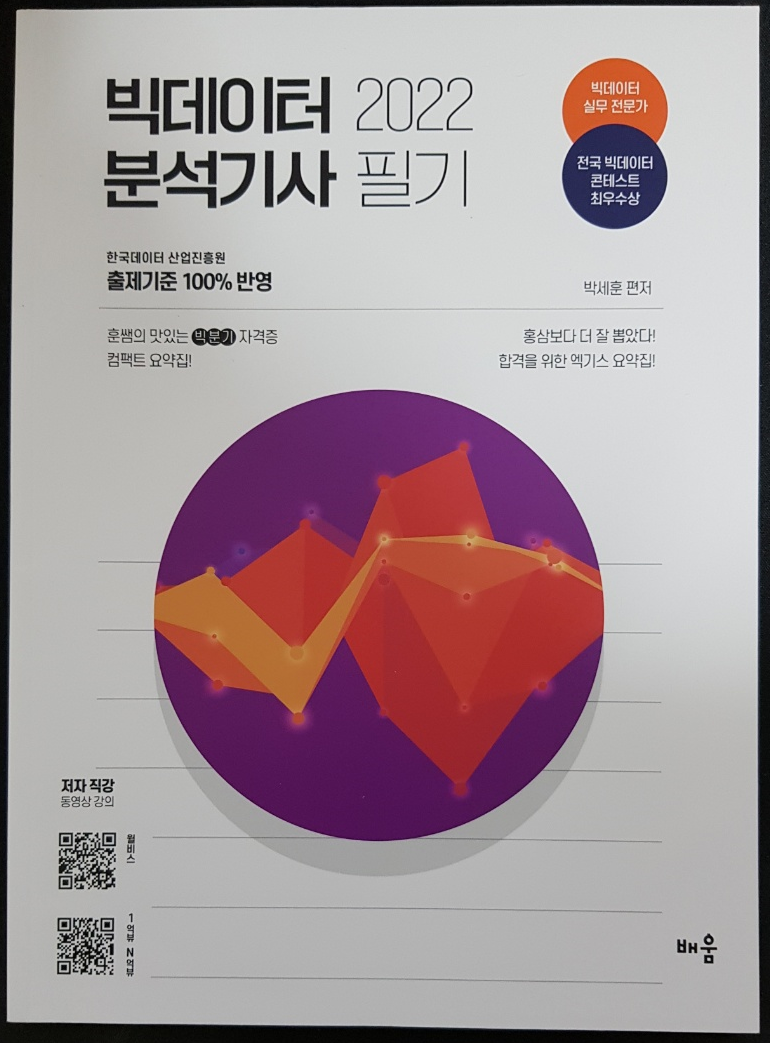 빅데이터 2022
분석기사 필기
빅데이터
실무 전문가
전국 빅데이터
콘테스트
최우수상
한국데이터 산업진흥원
출제기준 100% 반영
박세훈 편저
훈쌤의 맛있는 빅분기 자격증
컴팩트 요약집!
홍삼보다 더 잘 뽑았다!
합격을 위한 엑기스 요약집!
저자 직강
동영상 강의
윌비스
1억뷰 N억뷰
배움